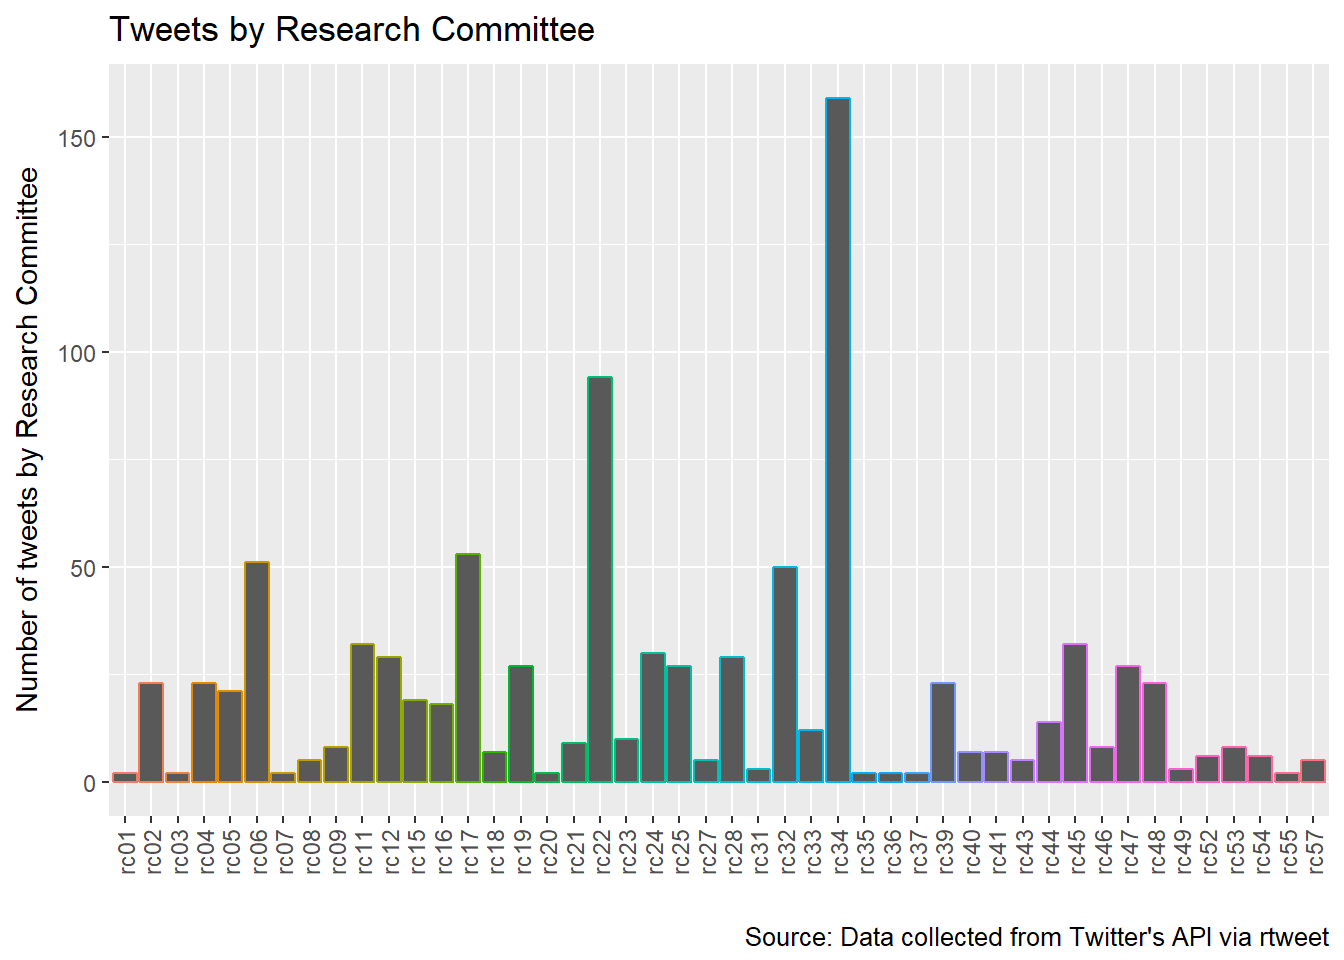 Tweets by Research Committee
Number of tweets by Research Committee
150
100
50
0
rc01 rc02 rc03 rc04 rc05 rc06 rc07 rc08 rc09 rc11 rc12 rc15 rc16 rc17 rc18 rc19 rc20 rc21 rc22 rc23 rc24 rc25 rc27 rc28 rc31 rc32 rc33 rc34 rc35 rc36 rc37 rc39 rc40 rc41 rc43 rc44 rc45 rc46 rc47 rc48 rc49 rc52 rc53 rc54 rc55 rc57
Source: Data collected from Twitter's API via rtweet